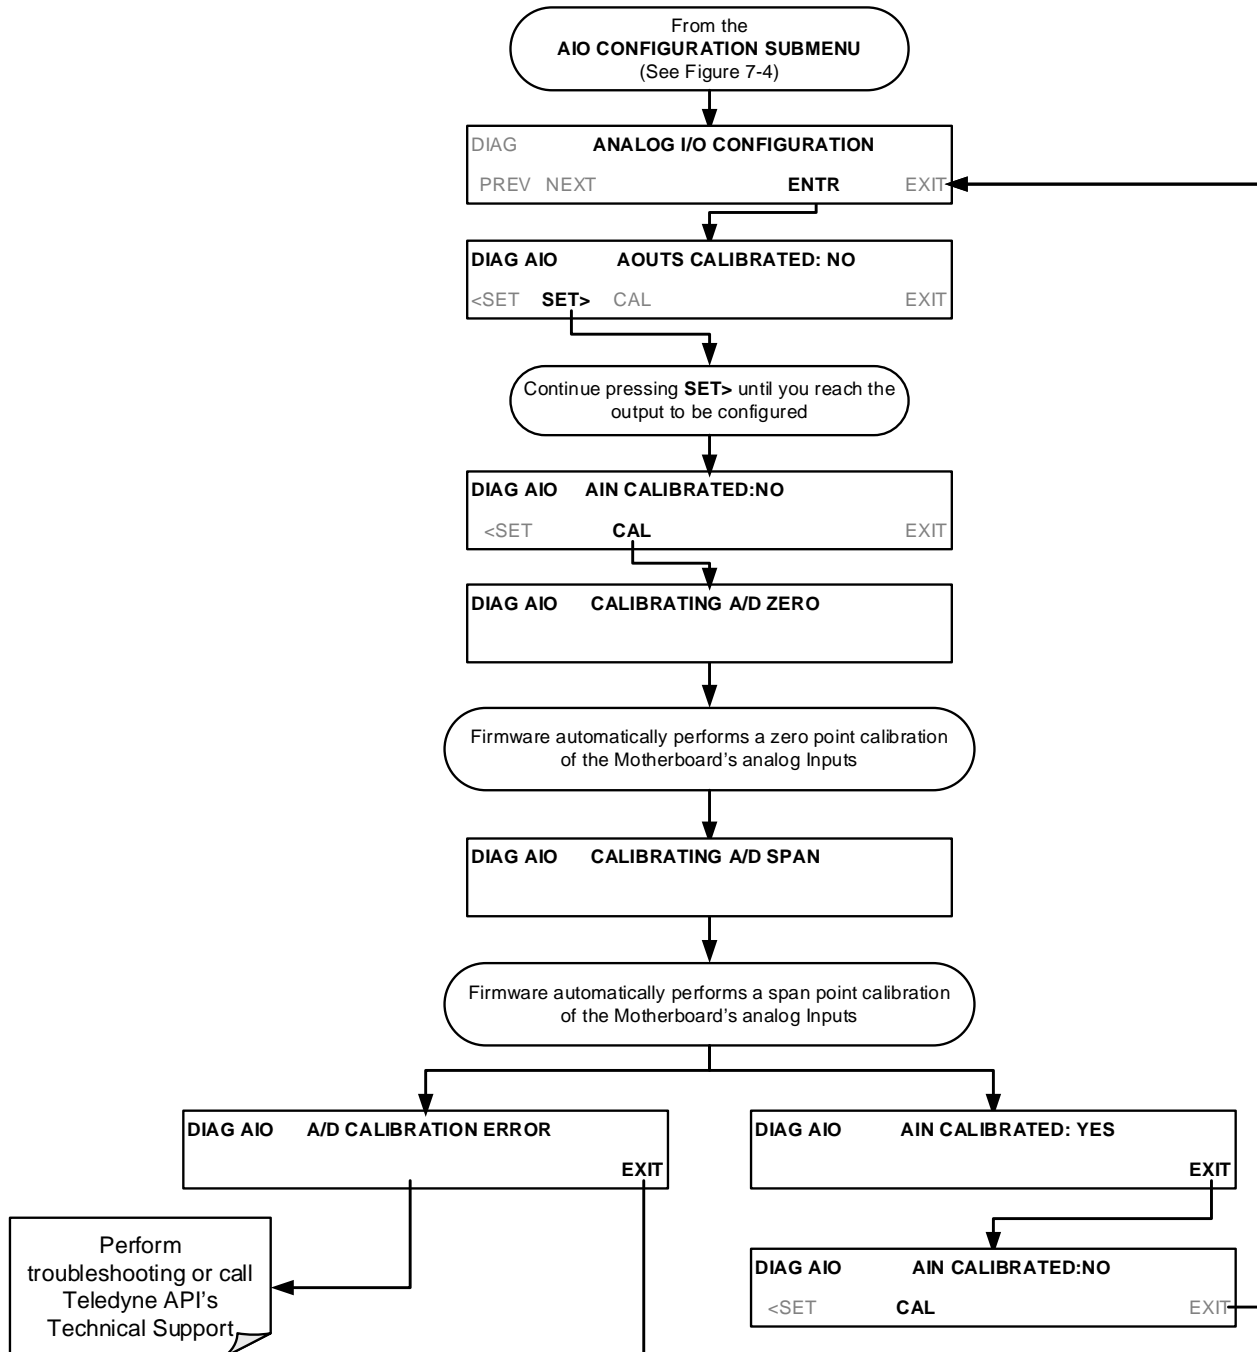 From the
AIO CONFIGURATION SUBMENU
(See Figure 7-4)
DIAG ANALOG I/O CONFIGURATION
PREV NEXT ENTR EXIT
DIAG AIO AOUTS CALIBRATED: NO
<SET SET> CAL EXIT
Continue pressing SET> until you reach the
output to be configured
DIAG AIO AIN CALIBRATED:NO
<SET CAL EXIT
DIAG AIO CALIBRATING A/D ZERO
Firmware automatically performs a zero point calibration
of the Motherboard's analog Inputs
DIAG AIO CALIBRATING A/D SPAN
Firmware automatically performs a span point calibration
of the Motherboard's analog Inputs
DIAG AIO A/D CALIBRATION ERROR
EXIT
DIAG AIO AIN CALIBRATED: YES
EXIT
Perform
troubleshooting or call
Teledyne API's
Technical Support
DIAG AIO AIN CALIBRATED:NO
<SET CAL EXIT